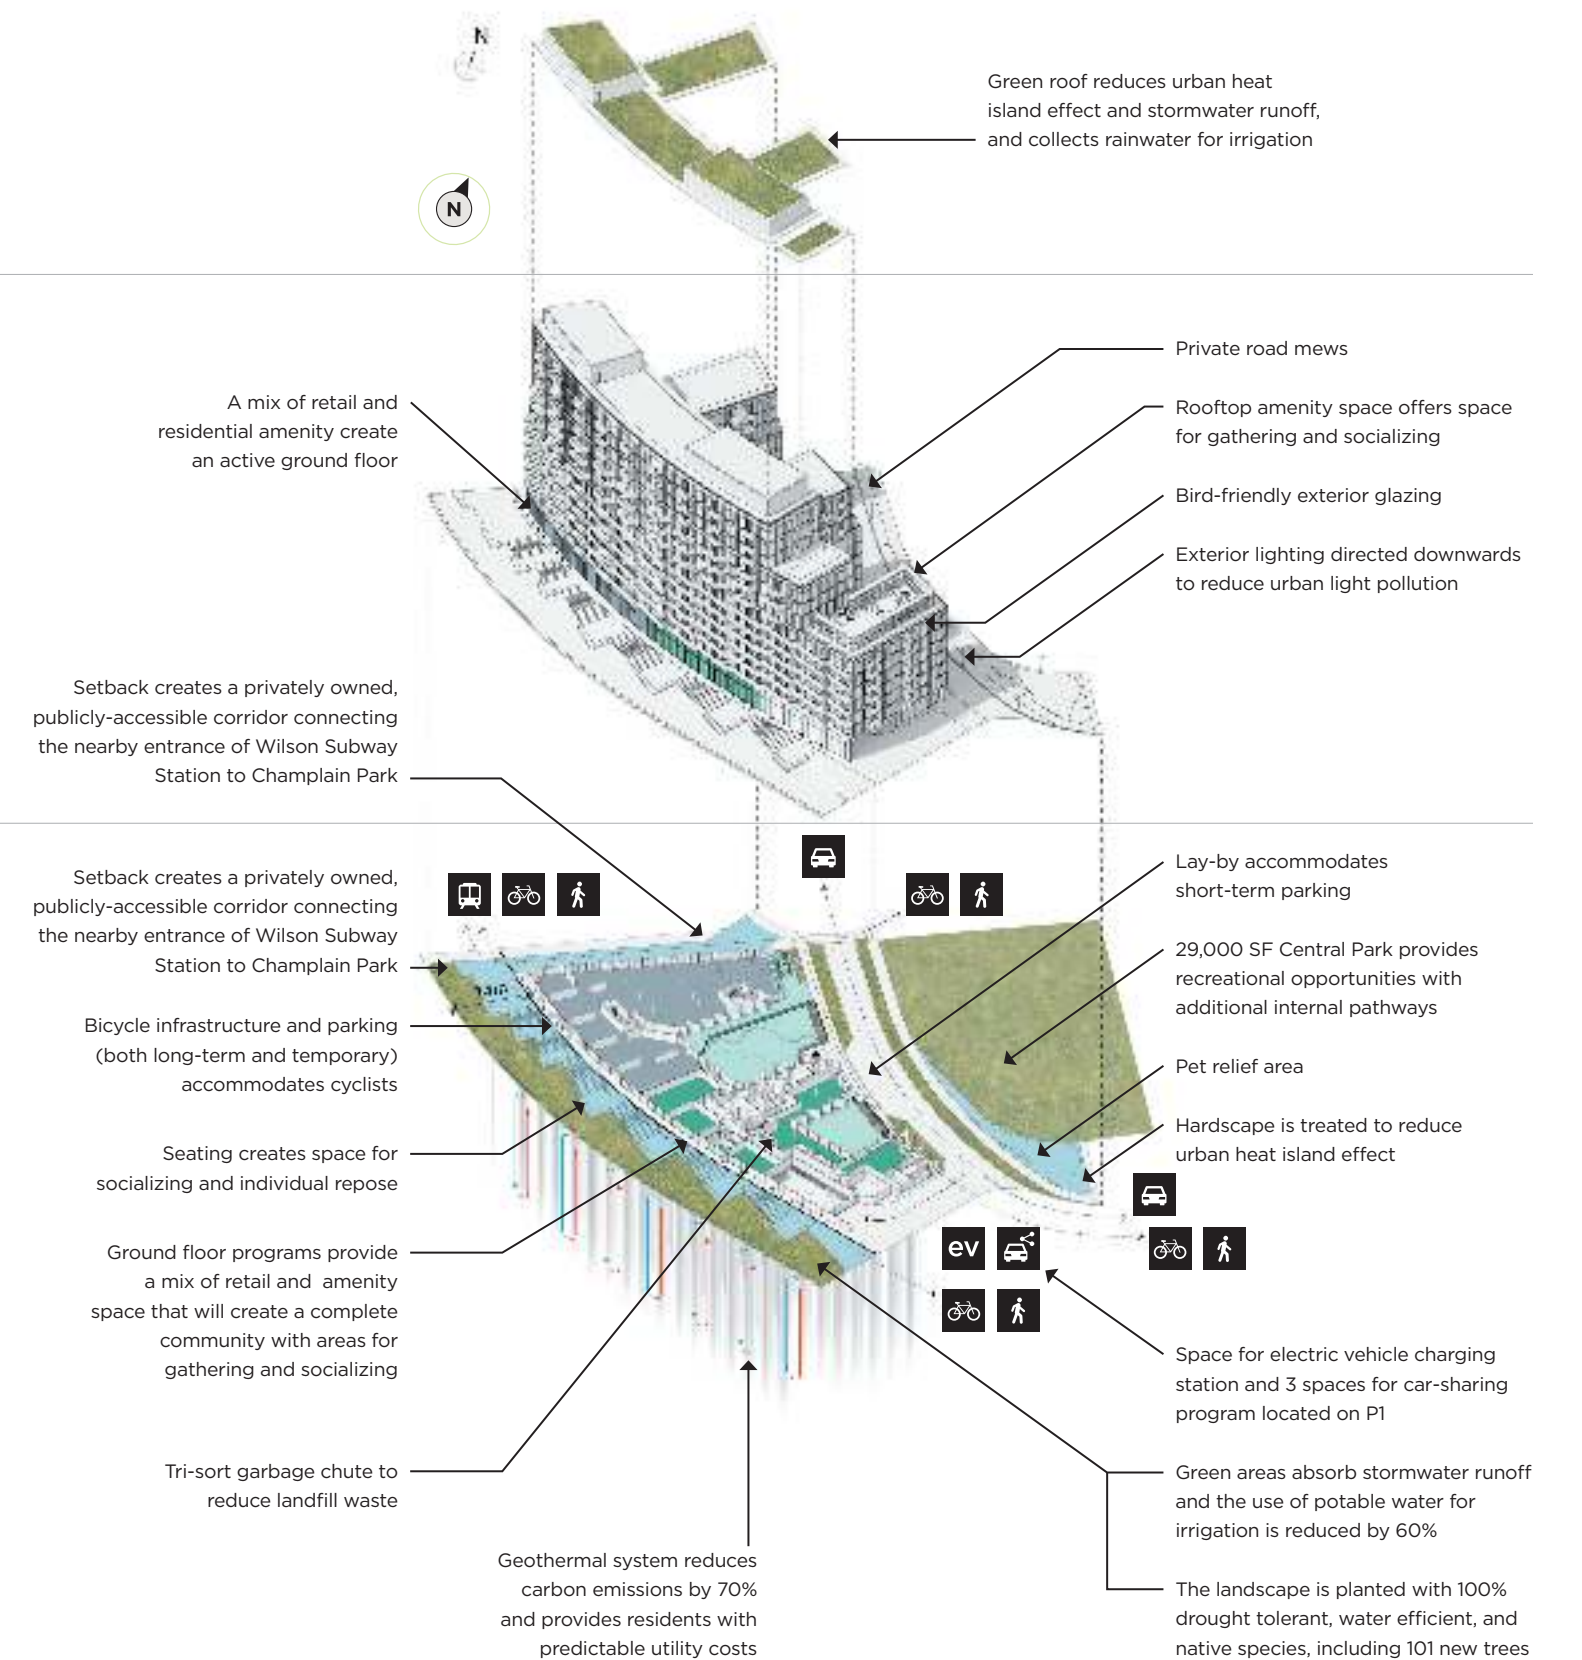 N
Green roof reduces urban heat
island effect and stormwater runoff,
and collects rainwater for irrigation
N
Private road mews
A mix of retail and
residential amenity create
an active ground floor
Rooftop amenity space offers space
for gathering and socializing
Bird-friendly exterior glazing
Exterior lighting directed downwards
to reduce urban light pollution
Setback creates a privately owned,
publicly-accessible corridor connecting
the nearby entrance of Wilson Subway
Station to Champlain Park
Setback creates a privately owned,
publicly-accessible corridor connecting
the nearby entrance of Wilson Subway
Station to Champlain Park
Bicycle infrastructure and parking
(both long-term and temporary)
accommodates cyclists
Seating creates space for
socializing and individual repose
Ground floor programs provide
a mix of retail and  amenity
space that will create a complete
community with areas for
gathering and socializing
Tri-sort garbage chute to
reduce landfill waste
Geothermal system reduces
carbon emissions by 70%
and provides residents with
predictable utility costs
Lay-by accommodates
short-term parking
29,000 SF Central Park provides
recreational opportunities with
additional internal pathways
Pet relief area
Hardscape is treated to reduce
urban heat island effect
ev
Space for electric vehicle charging
station and 3 spaces for car-sharing
program located on P1
Green areas absorb stormwater runoff
and the use of potable water for
irrigation is reduced by 60%
The landscape is planted with 100%
drought tolerant, water efficient, and
native species, including 101 new trees